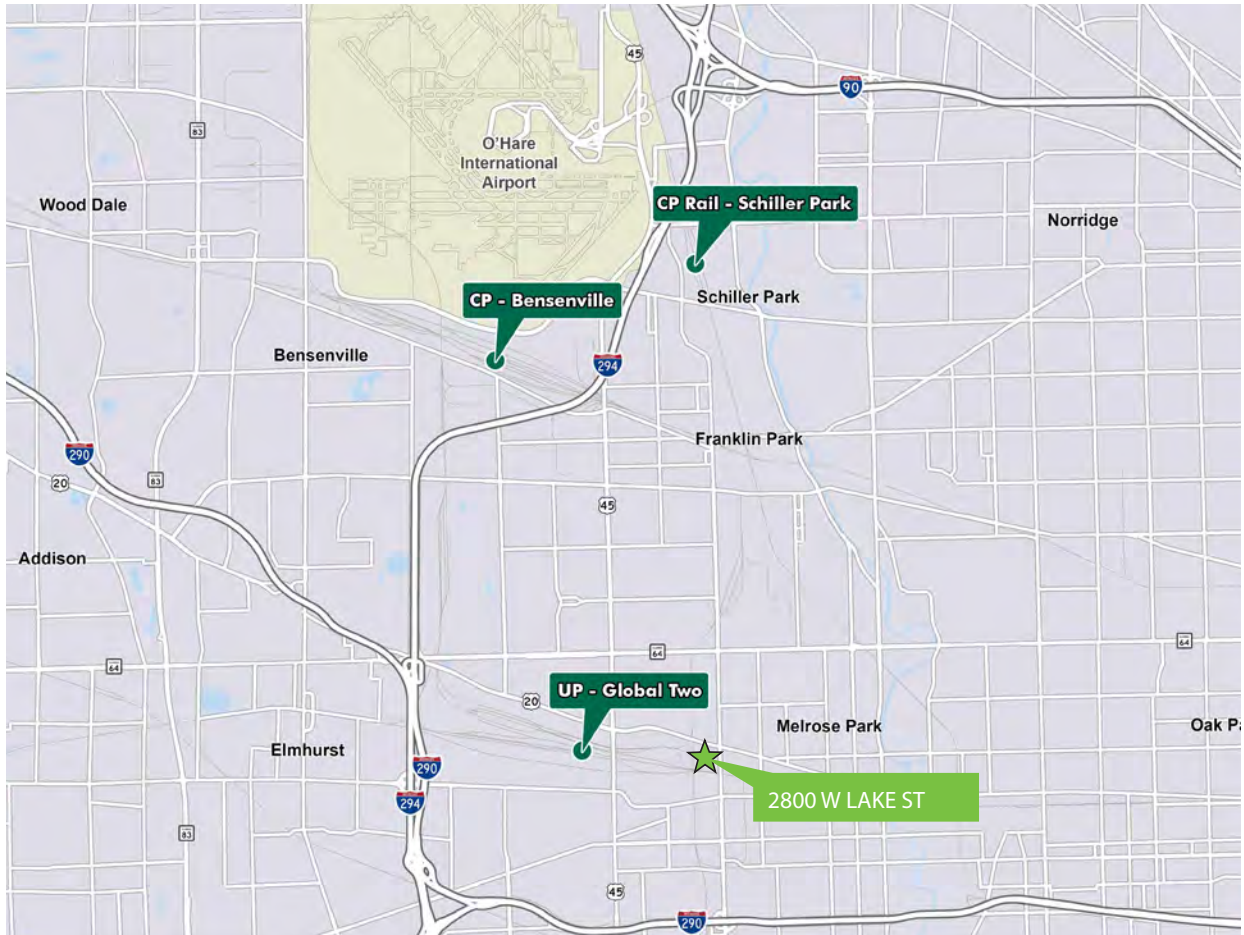 45
90
83
O'Hare
International
Airport
Wood Dale
CP Rail - Schiller Park
Norridge
CP - Bensenville
Schiller Park
Bensenville
294
Franklin Park
290
20
83
45
Addison
64
64
64
UP - Global Two
20
Melrose Park
Oak Pa
Elmhurst
290
294
2800 W LAKE ST
83
45
290